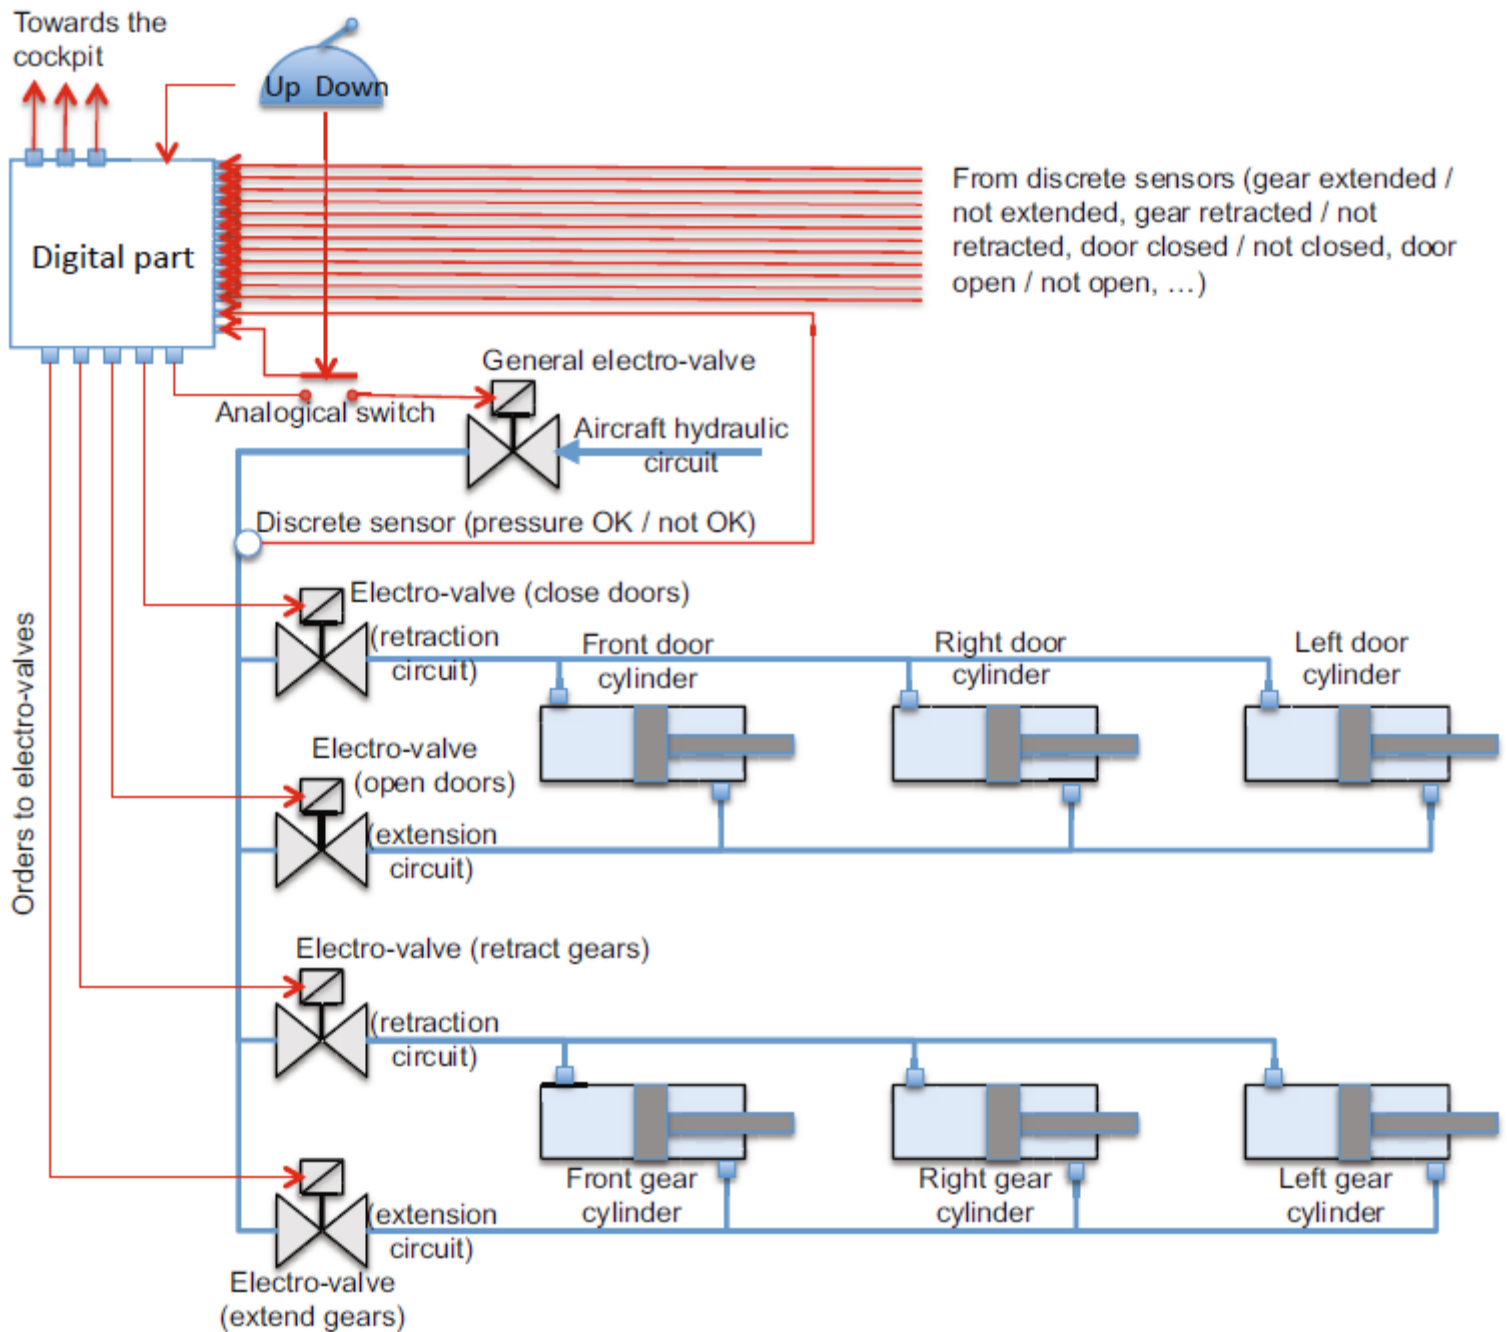 Towards the
cockpit
Up Down
From discrete sensors (gear extended /
not extended, gear retracted / not
retracted, door closed / not closed, door
open / not open, …)
Digital part
General electro-valve
Analogical switch
Aircraft hydraulic
circuit
Discrete sensor (pressure OK / not OK)
Orders to electro-valves
Electro-valve (close doors)
(retraction
circuit)
Front door
cylinder
Right door
cylinder
Left door
cylinder
Electro-valve
(open doors)
(extension
circuit)
Electro-valve (retract gears)
(retraction
circuit)
Front gear
cylinder
Right gear
cylinder
Left gear
cylinder
(extension
circuit)
Electro-valve
(extend gears)